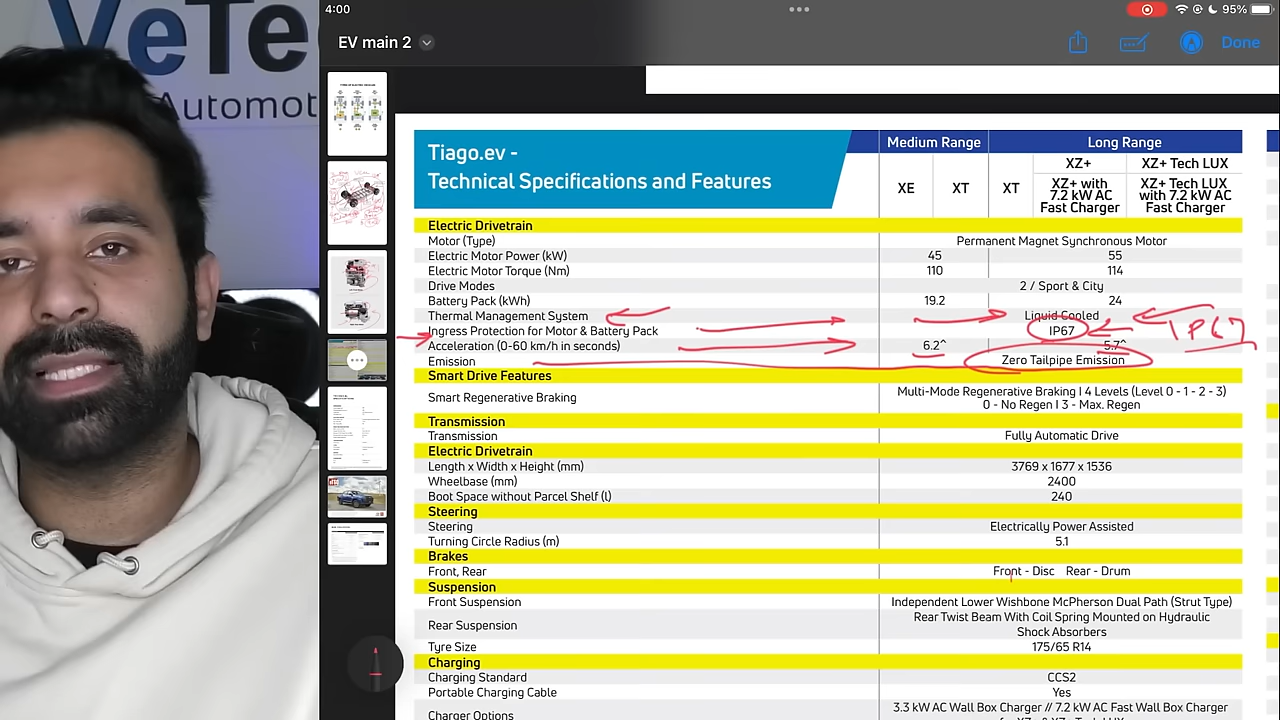 VeTe
Automot
4:00
95%
EV main 2
Done
Tiago.ev -
Technical Specifications and Features
Medium Range
Long Range
XE
XT
XT
XZ+
XZ+ with
7.2 kW AC
Fast Charger
XZ+ Tech LUX
XZ+ Tech LUX
with 7.2 kW AC
Fast Charger
Electric Drivetrain
Motor (Type) Permanent Magnet Synchronous Motor
Electric Motor Power (kW) 45 55
Electric Motor Torque (Nm) 110 114
Drive Modes 2 / Sport & City
Battery Pack (kWh) 19.2 24
Thermal Management System Liquid Cooled
Ingress Protection for Motor & Battery Pack IP67
IP67
Acceleration (0-60 km/h in seconds) 6.2^ 5.7^
Emission Zero Tailpipe Emission
Smart Drive Features
Smart Regenerative Braking
Multi-Mode Regenerative Braking I 4 Levels (Level 0 - 1 - 2 - 3)
0 - No Regen I 3 - Max. Regen
Transmission
Transmission Fully Automatic Drive
Electric Drivetrain
Length x Width x Height (mm) 3769 x 1677 x 1536
Wheelbase (mm) 2400
Boot Space without Parcel Shelf (l) 240
Steering
Steering Electrically Power Assisted
Turning Circle Radius (m) 5.1
Brakes
Front, Rear Front - Disc Rear - Drum
Suspension
Front Suspension Independent Lower Wishbone McPherson Dual Path (Strut Type)
Rear Suspension
Rear Twist Beam With Coil Spring Mounted on Hydraulic
Shock Absorbers
Tyre Size 175/65 R14
Charging
Charging Standard CCS2
Portable Charging Cable Yes
Charger Options 3.3 kW AC Wall Box Charger // 7.2 kW AC Fast Wall Box Charger